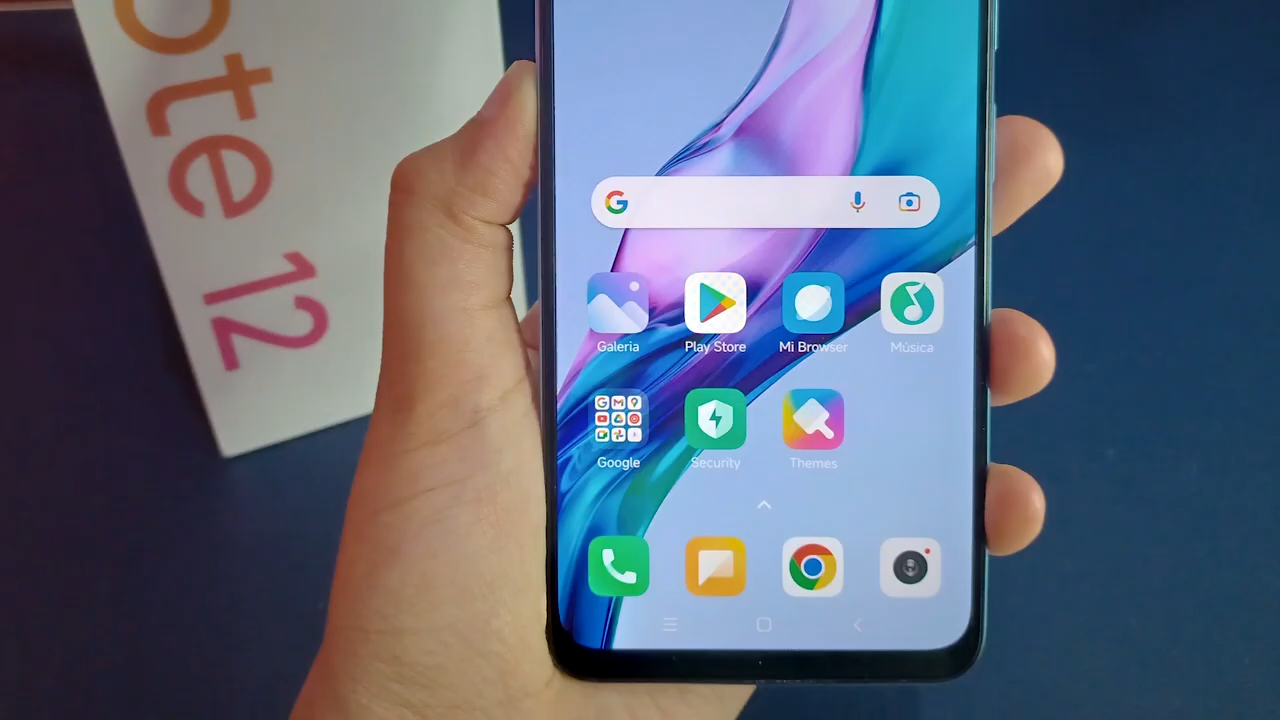 ote 12
Galeria
Play Store
Mi Browser
Música
Google
Security
Themes